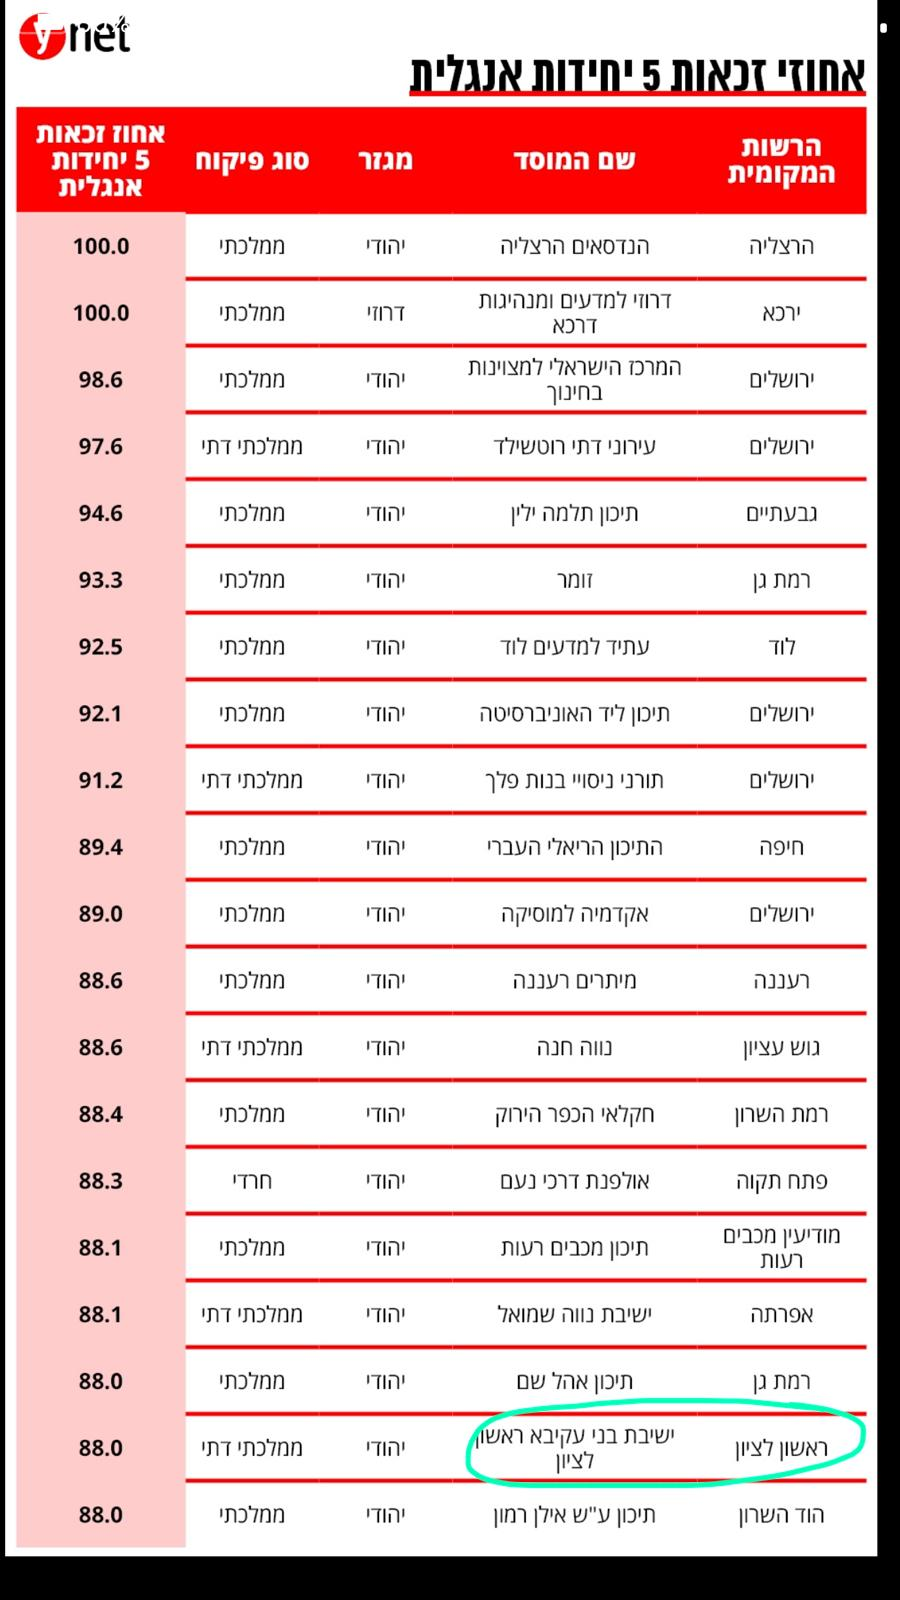 ynet
אחוזי זכאות 5 יחידות אנגלית
הרשות המקומית שם המוסד מגזר סוג פיקוח אחוז זכאות 5 יחידות אנגלית
הרצליה הנדסאים הרצליה יהודי ממלכתי 100.0
ירכא דרוזי למדעים ומנהיגות דרכא דרוזי ממלכתי 100.0
ירושלים המרכז הישראלי למצוינות בחינוך יהודי ממלכתי 98.6
ירושלים עירוני דתי רוטשילד יהודי ממלכתי דתי 97.6
גבעתיים תיכון תלמה ילין יהודי ממלכתי 94.6
רמת גן זומר יהודי ממלכתי 93.3
לוד עתיד למדעים לוד יהודי ממלכתי 92.5
ירושלים תיכון ליד האוניברסיטה יהודי ממלכתי 92.1
ירושלים תורני ניסויי בנות פלך יהודי ממלכתי דתי 91.2
חיפה התיכון הריאלי העברי יהודי ממלכתי 89.4
ירושלים אקדמיה למוסיקה יהודי ממלכתי 89.0
רעננה מיתרים רעננה יהודי ממלכתי 88.6
גוש עציון נווה חנה יהודי ממלכתי דתי 88.6
רמת השרון חקלאי הכפר הירוק יהודי ממלכתי 88.4
פתח תקוה אולפנת דרכי נעם יהודי חרדי 88.3
מודיעין מכבים רעות תיכון מכבים רעות יהודי ממלכתי 88.1
אפרתה ישיבת נווה שמואל יהודי ממלכתי דתי 88.1
רמת גן תיכון אהל שם יהודי ממלכתי 88.0
ראשון לציון ישיבת בני עקיבא ראשון לציון יהודי ממלכתי דתי 88.0
הוד השרון תיכון ע"ש אילן רמון יהודי ממלכתי 88.0